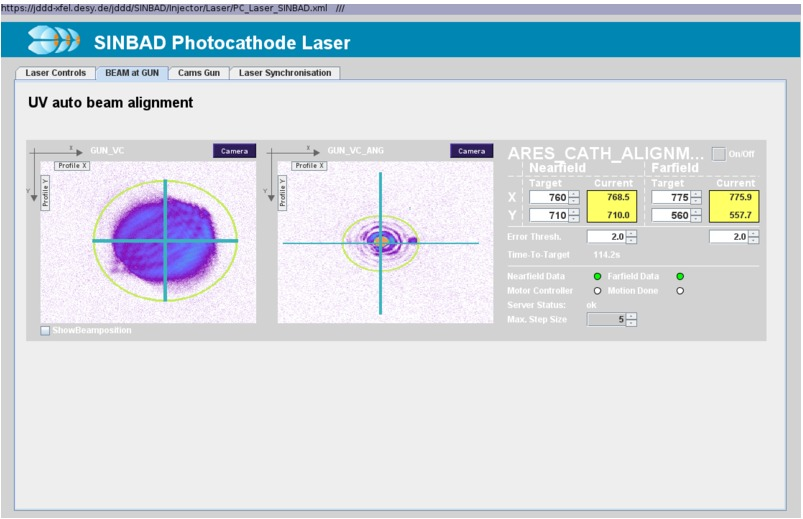 https://jddd-xfel.desy.de/jddd/SINBAD/Injector/Laser/PC_Laser_SINBAD.xml ///
SINBAD Photocathode Laser
Laser Controls BEAM at GUN Cams Gun Laser Synchronisation
UV auto beam alignment
X GUN_VC Camera X GUN_VC_ANG Camera ARES_CATH_ALIGNM... On/Off
Profile X Profile X Nearfield Farfield
Y Profile Y Y Profile Y Target Current Target Current
X 760 768.5 775 775.9
Y 710 710.0 560 557.7
Error Thresh. 2.0 2.0
Time-To-Target 114.2s
Nearfield Data Farfield Data
Motor Controller Motion Done
Server Status: ok
Max. Step Size 5
ShowBeamposition